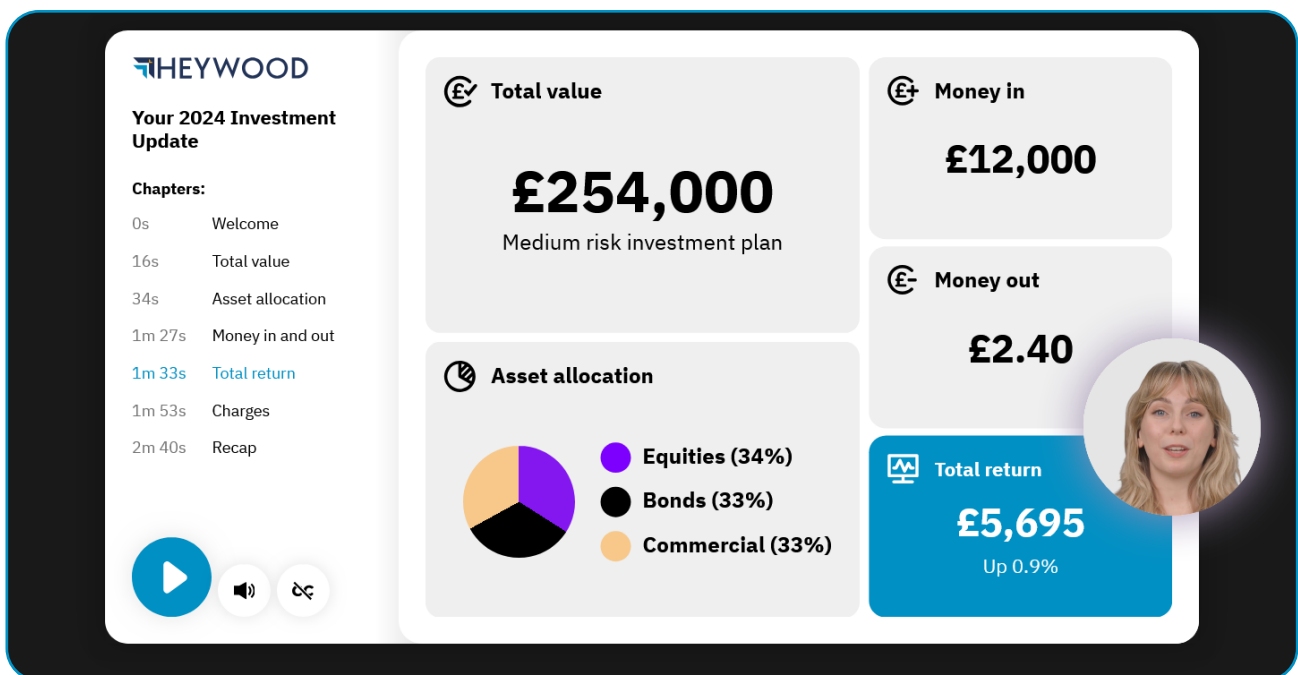 HEYWOOD
Your 2024 Investment
Update
Chapters:
0s Welcome
16s Total value
34s Asset allocation
1m 27s Money in and out
1m 33s Total return
1m 53s Charges
2m 40s Recap
Total value
£254,000
Medium risk investment plan
Asset allocation
Equities (34%)
Bonds (33%)
Commercial (33%)
Money in
£12,000
Money out
£2.40
Total return
£5,695
Up 0.9%